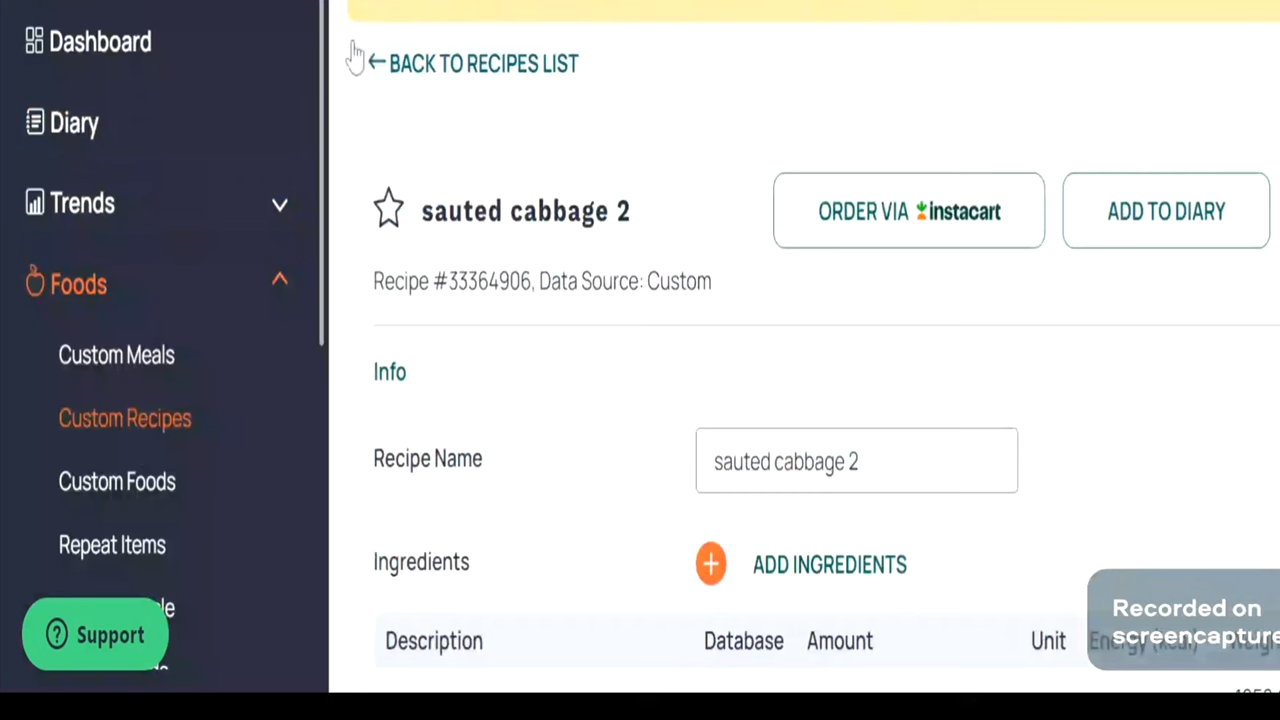 Dashboard
Diary
Trends
Foods
Custom Meals
Custom Recipes
Custom Foods
Repeat Items
Support
BACK TO RECIPES LIST
sauted cabbage 2
ORDER VIA instacart
ADD TO DIARY
Recipe #33364906, Data Source: Custom
Info
Recipe Name
sauted cabbage 2
Ingredients
ADD INGREDIENTS
Description Database Amount Unit Energy (kcal)
Recorded on
screencapture